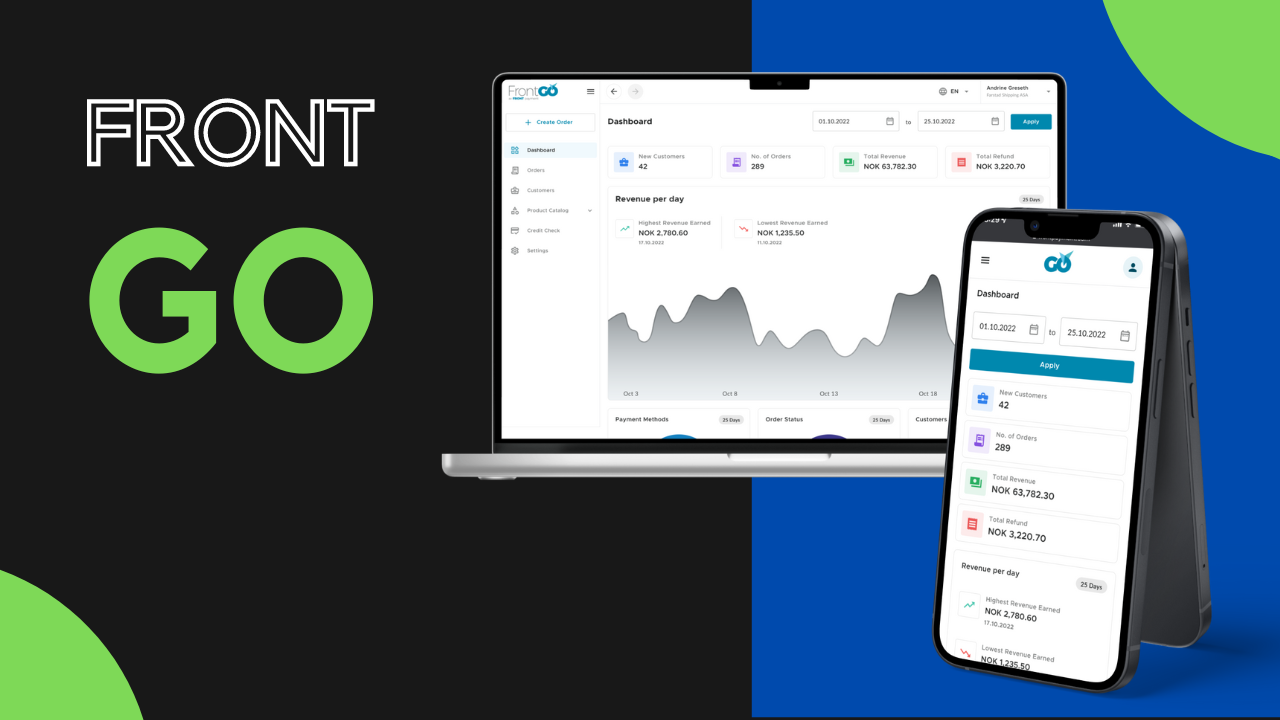 FRONT
GO
FrontGO
EN
Andrine Greseth
+ Create Order
Dashboard
01.10.2022
to
25.10.2022
Apply
Dashboard
Orders
Customers
Product Catalog
Credit Check
Settings
New Customers
42
No. of Orders
289
Total Revenue
NOK 63,782.30
Total Refund
NOK 3,220.70
Revenue per day
25 Days
Highest Revenue Earned
NOK 2,780.60
17.10.2022
Lowest Revenue Earned
NOK 1,235.50
11.10.2022
Oct 3
Oct 8
Oct 13
Oct 18
Payment Methods
25 Days
Order Status
25 Days
Customers
GO
Dashboard
01.10.2022
to
25.10.2022
Apply
New Customers
42
No. of Orders
289
Total Revenue
NOK 63,782.30
Total Refund
NOK 3,220.70
Revenue per day
25 Days
Highest Revenue Earned
NOK 2,780.60
17.10.2022
Lowest Revenue Earned
NOK 1,235.50